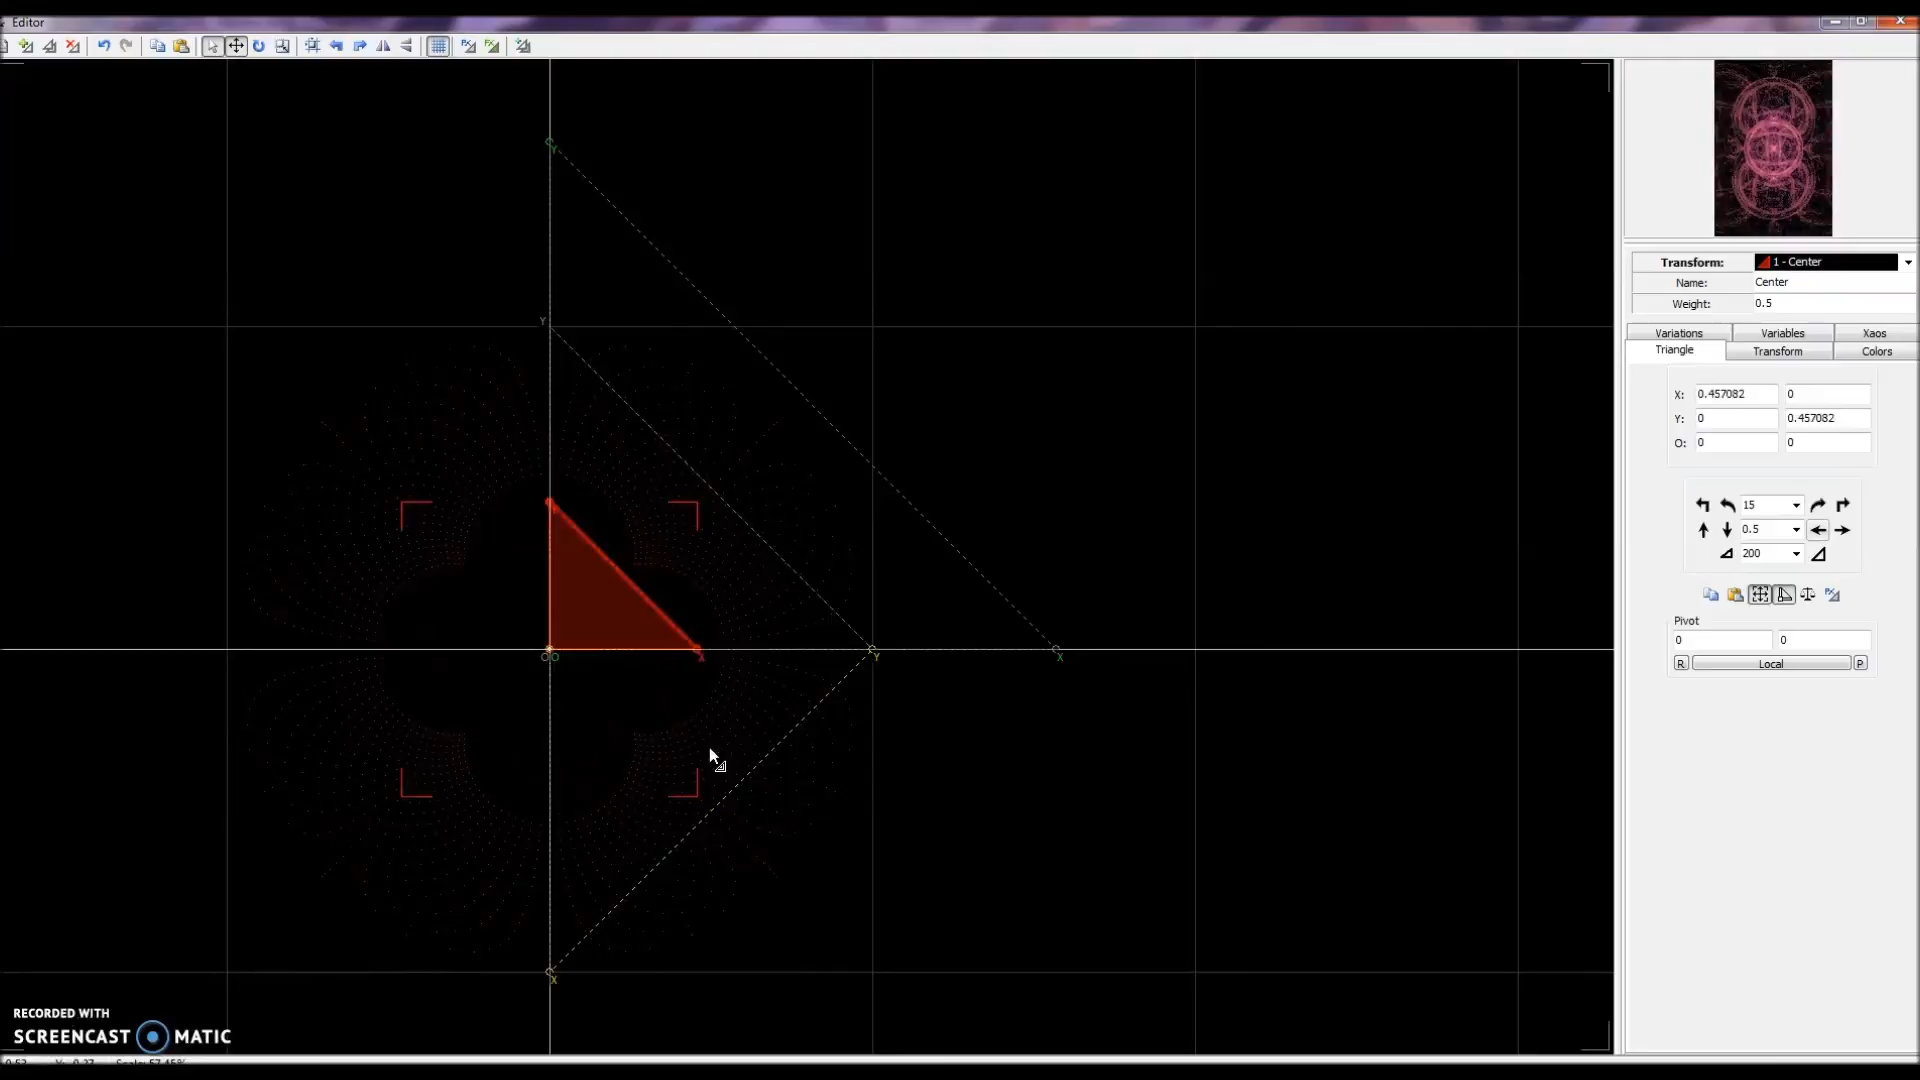 Editor
Y
Y
O O
X
Y
X
X
Transform: 1 - Center
Name: Center
Weight: 0.5
Variations Variables Xaos
Triangle Transform Colors
X: 0.457082 0
Y: 0 0.457082
O: 0 0
15
0.5
200
Pivot
0 0
R Local P
RECORDED WITH
SCREENCAST MATIC